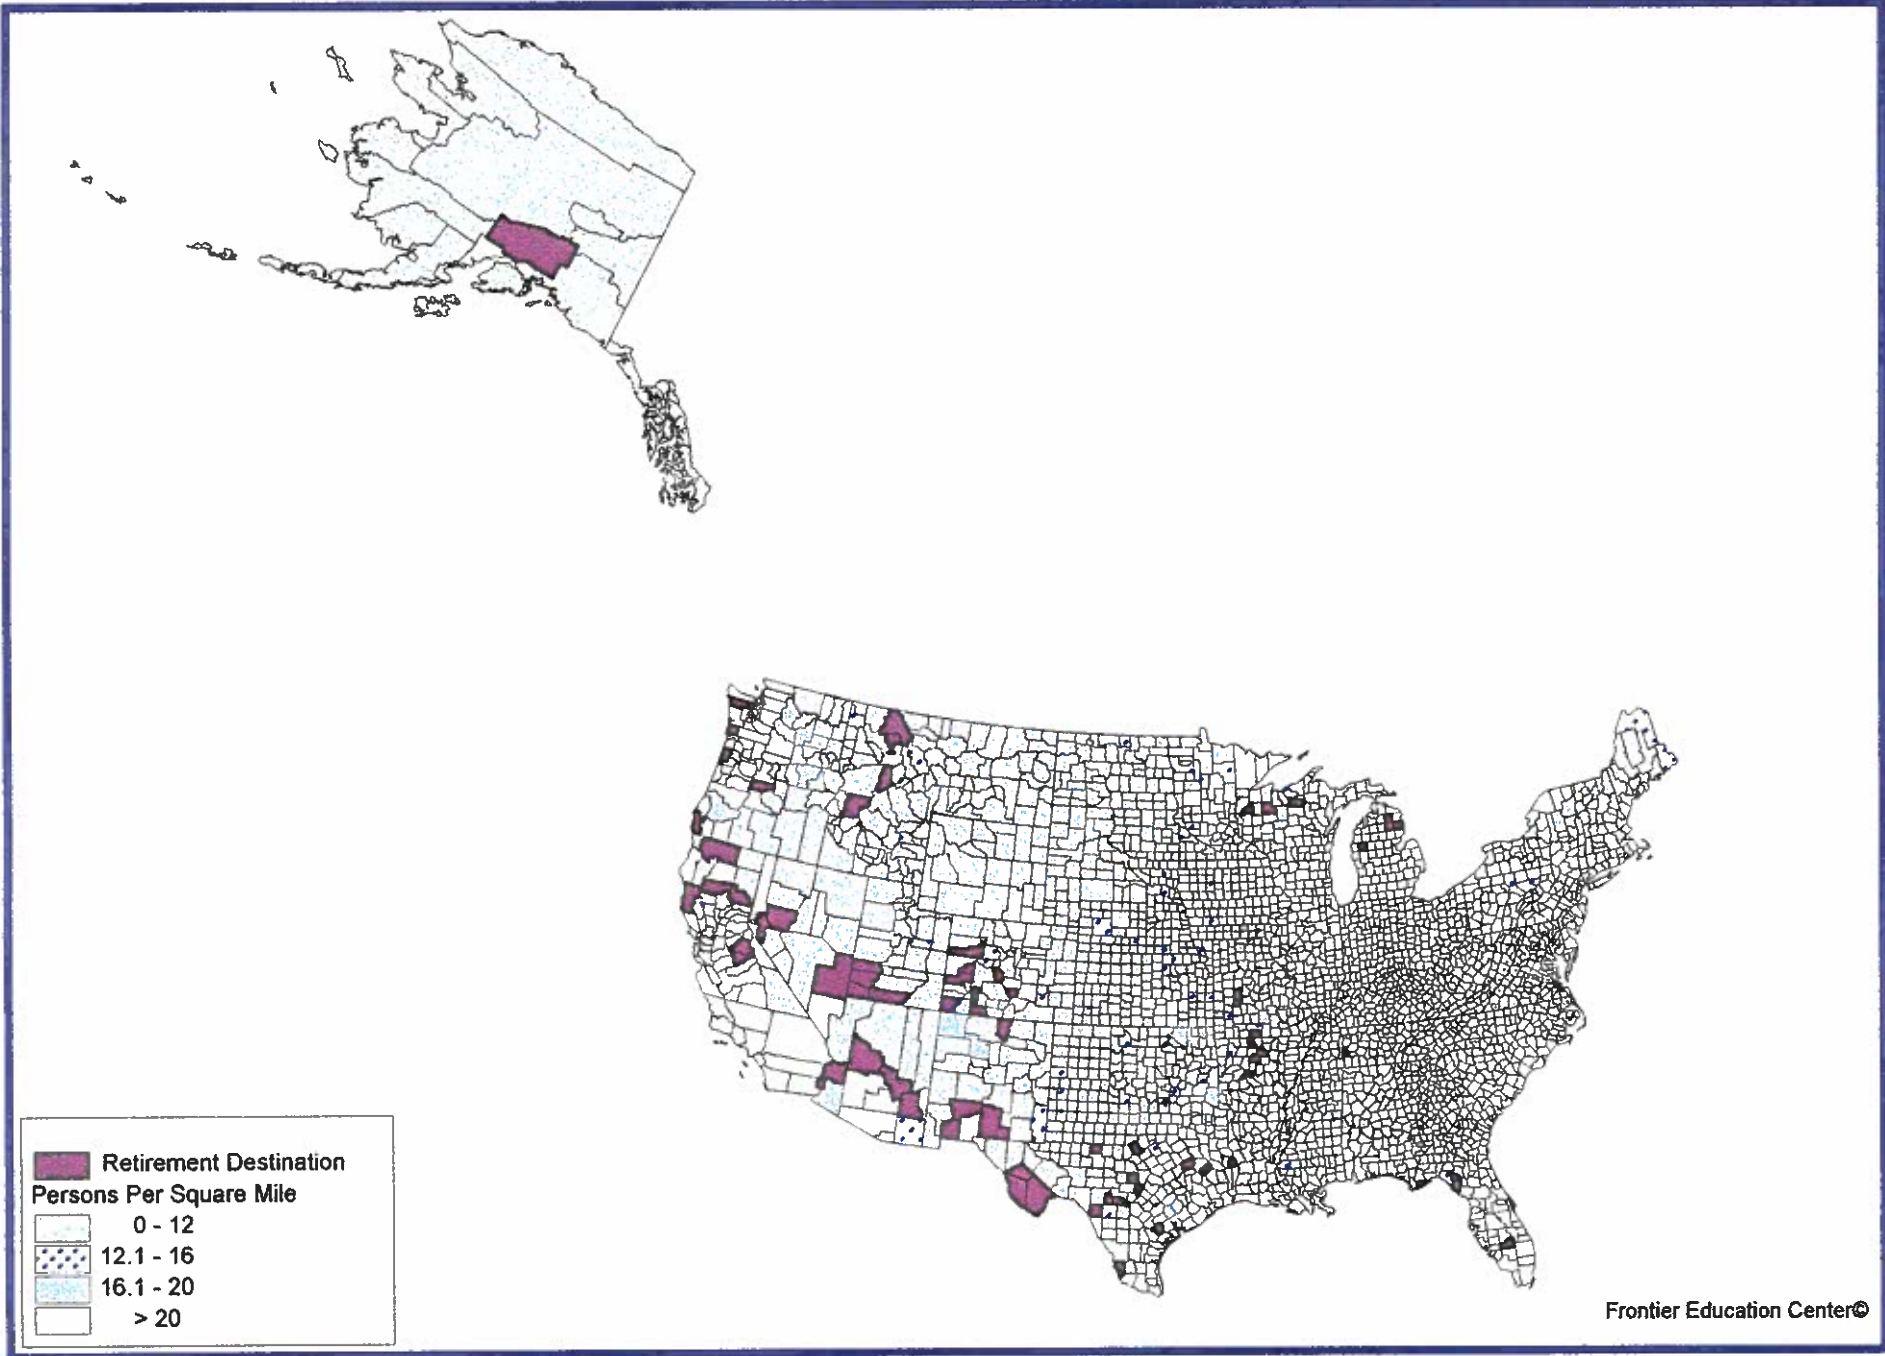 Retirement Destination
Persons Per Square Mile
0 - 12
12.1 - 16
16.1 - 20
> 20
Frontier Education Center©